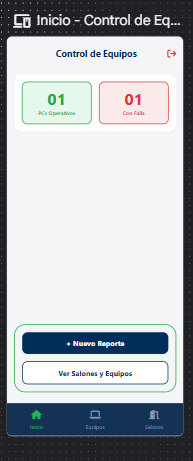 Inicio - Control de Eq...
Control de Equipos
01
PCs Operativos
01
Con Falla
+ Nuevo Reporte
Ver Salones y Equipos
Inicio
Equipos
Salones